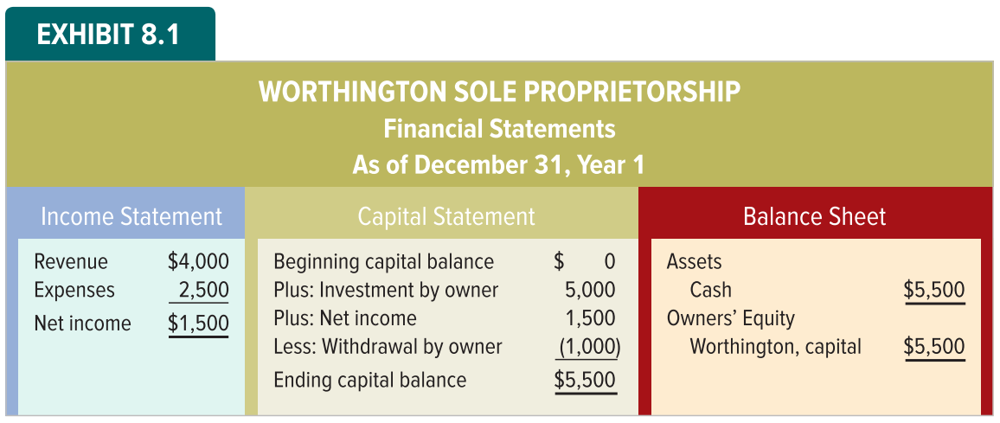 EXHIBIT 8.1
WORTHINGTON SOLE PROPRIETORSHIP
Financial Statements
As of December 31, Year 1
Income Statement
Revenue $4,000
Expenses 2,500
Net income $1,500
Capital Statement
Beginning capital balance $ 0
Plus: Investment by owner 5,000
Plus: Net income 1,500
Less: Withdrawal by owner (1,000)
Ending capital balance $5,500
Balance Sheet
Assets
Cash $5,500
Owners’ Equity
Worthington, capital $5,500